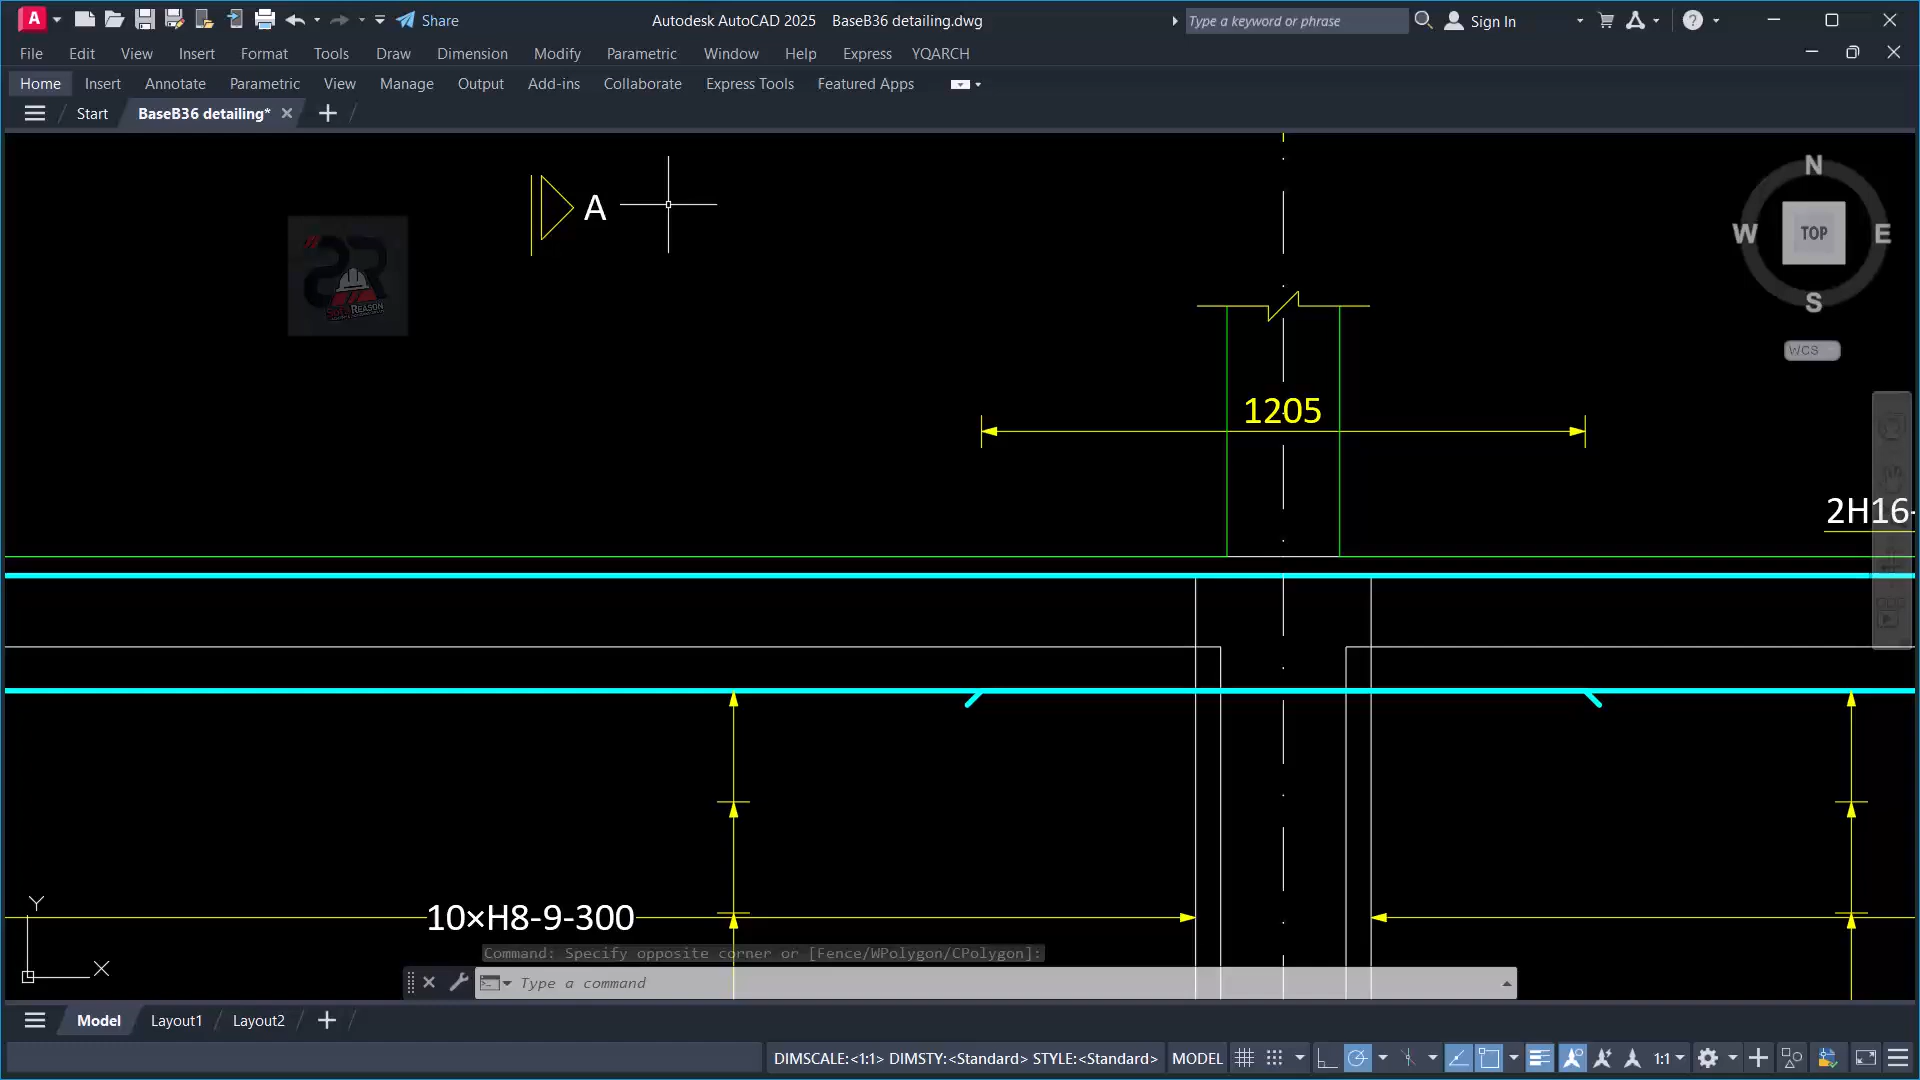 A
Share
Autodesk AutoCAD 2025 BaseB36 detailing.dwg
Type a keyword or phrase
Sign In
File Edit View Insert Format Tools Draw Dimension Modify Parametric Window Help Express YQARCH
Home Insert Annotate Parametric View Manage Output Add-ins Collaborate Express Tools Featured Apps
Start BaseB36 detailing*
A
N
W TOP E
S
WCS
REASON
1205
2H16-
10×H8-9-300
Y
X
Command: Specify opposite corner or [Fence/WPolygon/CPolygon]:
Type a command
Model Layout1 Layout2
DIMSCALE:<1:1> DIMSTY:<Standard> STYLE:<Standard> MODEL 1:1